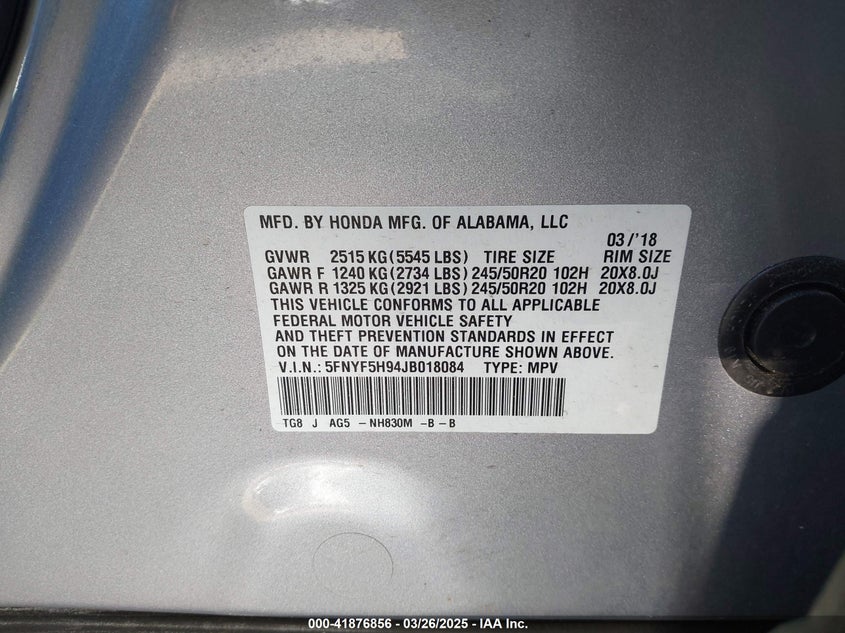 MFD. BY HONDA MFG. OF ALABAMA, LLC
03/'18
GVWR 2515 KG (5545 LBS) TIRE SIZE RIM SIZE
GAWR F 1240 KG (2734 LBS) 245/50R20 102H 20X8.0J
GAWR R 1325 KG (2921 LBS) 245/50R20 102H 20X8.0J
THIS VEHICLE CONFORMS TO ALL APPLICABLE
FEDERAL MOTOR VEHICLE SAFETY
AND THEFT PREVENTION STANDARDS IN EFFECT
ON THE DATE OF MANUFACTURE SHOWN ABOVE.
V.I.N.: 5FNYF5H94JB018084 TYPE: MPV
TG8 J AG5 - NH830M - B - B
000-41876856 - 03/26/2025 - IAA Inc.